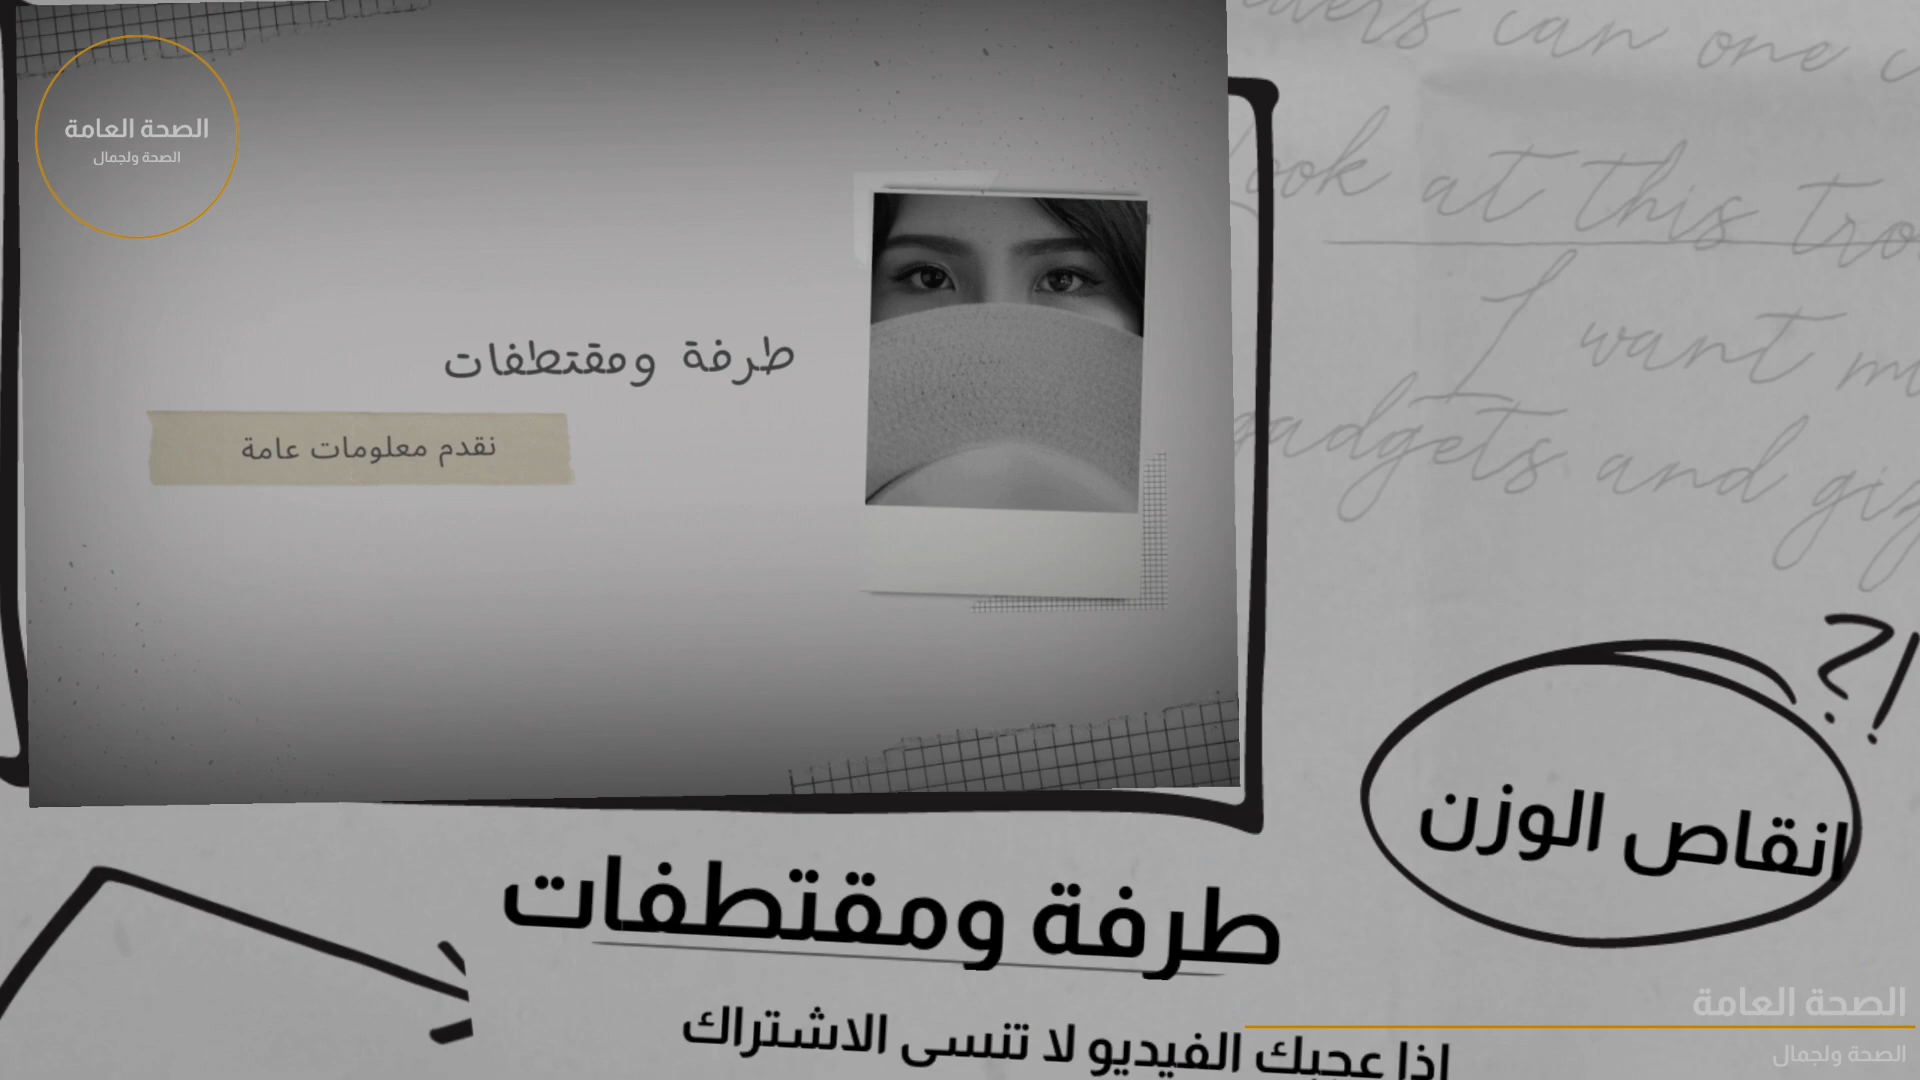 الصحة العامة
الصحة ولجمال
طرفة ومقتطفات
نقدم معلومات عامة
can one
look at this
I want
gadgets and
?!
انقاص الوزن
طرفة ومقتطفات
اذا عجبك الفيديو لا تنسى الاشتراك
الصحة العامة
الصحة ولجمال